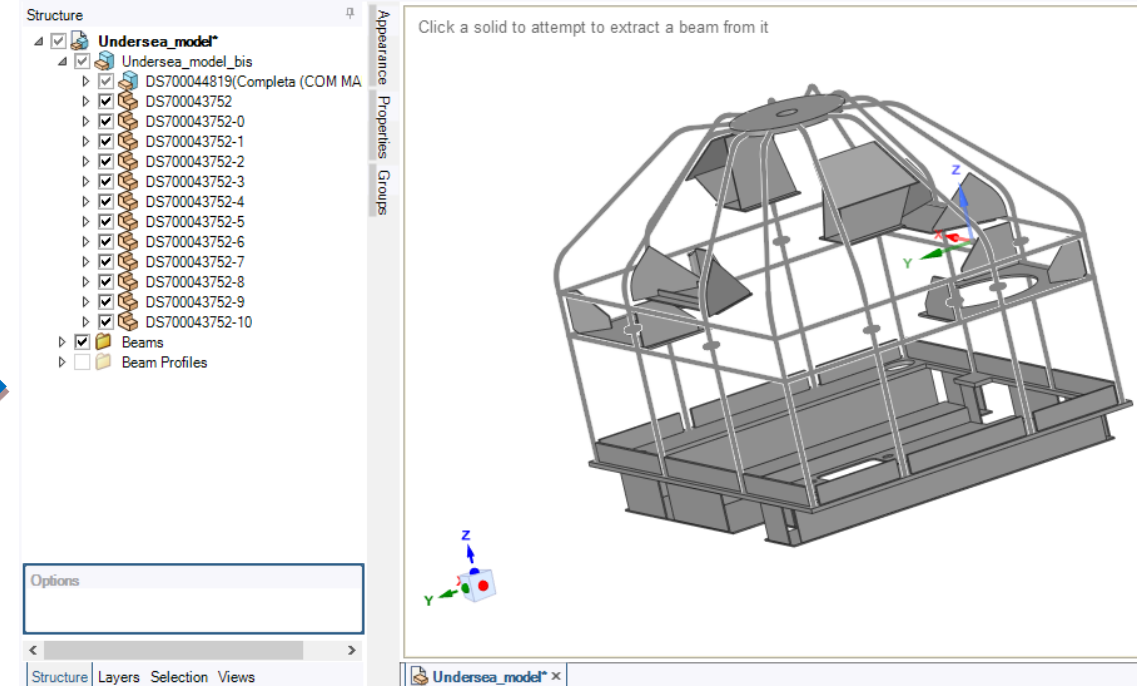 Structure
Undersea_model*
Undersea_model_bis
DS700044819(Completa (COM MA
DS700043752
DS700043752-0
DS700043752-1
DS700043752-2
DS700043752-3
DS700043752-4
DS700043752-5
DS700043752-6
DS700043752-7
DS700043752-8
DS700043752-9
DS700043752-10
Beams
Beam Profiles
Options
Structure Layers Selection Views
Appearance
Properties
Groups
Click a solid to attempt to extract a beam from it
Z
X
Y
Z
X
Y
Undersea_model* ×